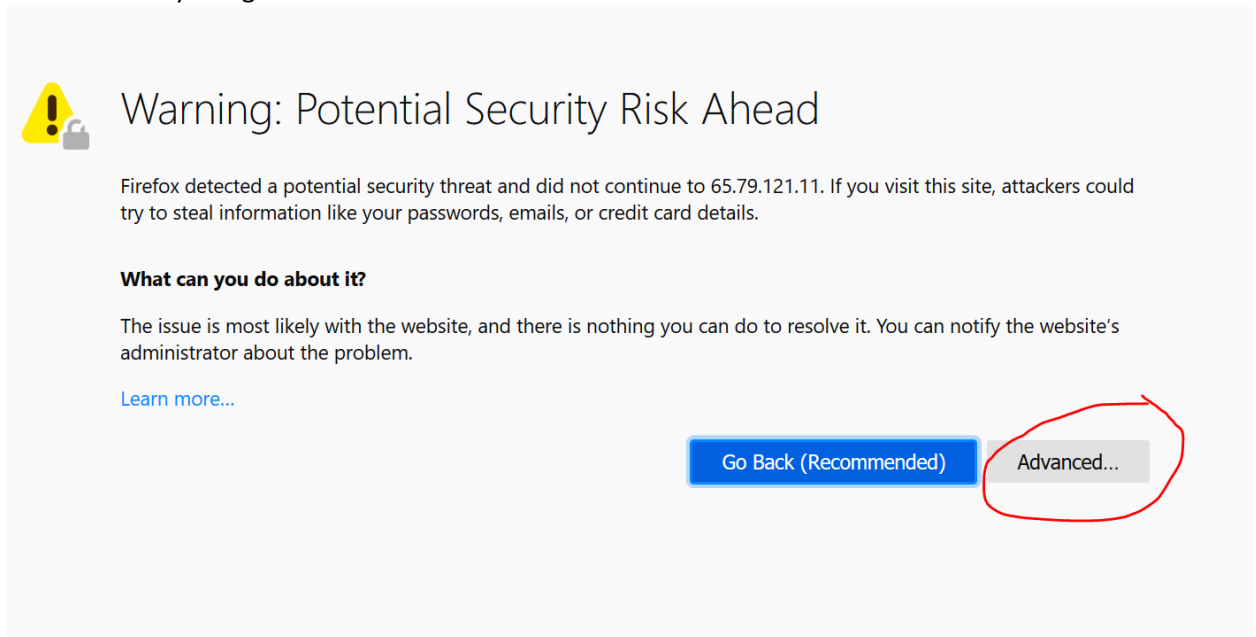 Warning: Potential Security Risk Ahead
Firefox detected a potential security threat and did not continue to 65.79.121.11. If you visit this site, attackers could
try to steal information like your passwords, emails, or credit card details.
What can you do about it?
The issue is most likely with the website, and there is nothing you can do to resolve it. You can notify the website's
administrator about the problem.
Learn more...
Go Back (Recommended)
Advanced...